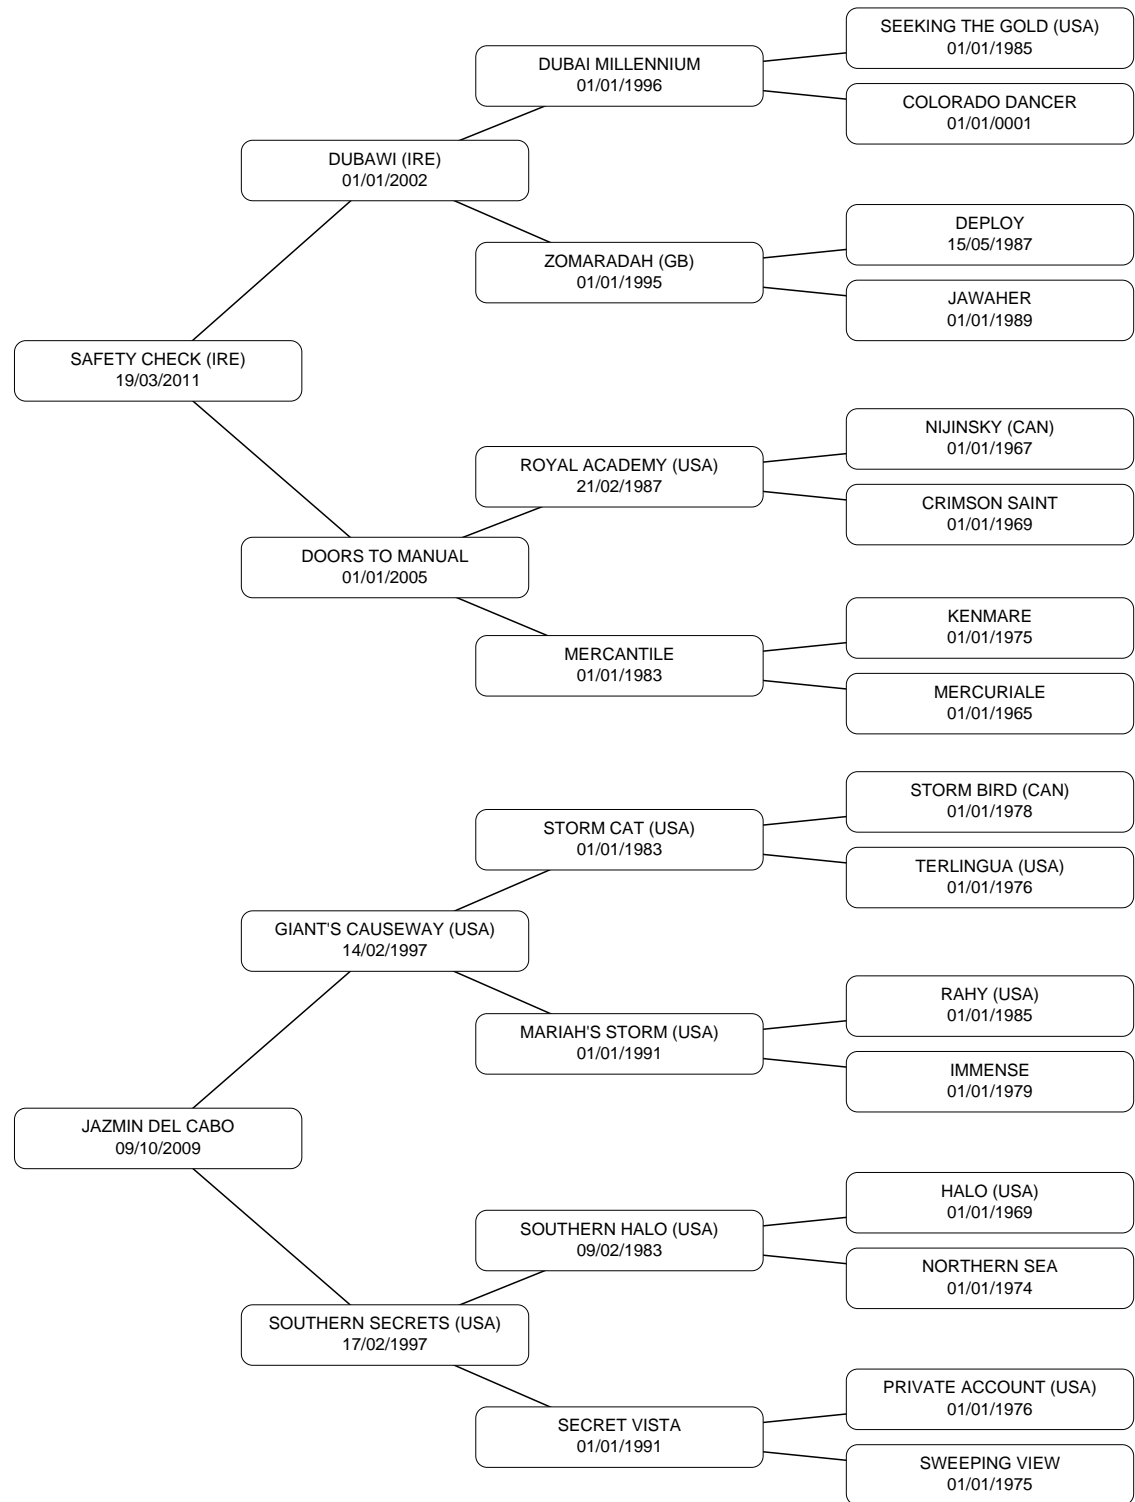 SEEKING THE GOLD (USA)
01/01/1985
DUBAI MILLENNIUM
01/01/1996
COLORADO DANCER
01/01/0001
DUBAWI (IRE)
01/01/2002
DEPLOY
15/05/1987
ZOMARADAH (GB)
01/01/1995
JAWAHER
01/01/1989
SAFETY CHECK (IRE)
19/03/2011
NIJINSKY (CAN)
01/01/1967
ROYAL ACADEMY (USA)
21/02/1987
CRIMSON SAINT
01/01/1969
DOORS TO MANUAL
01/01/2005
KENMARE
01/01/1975
MERCANTILE
01/01/1983
MERCURIALE
01/01/1965
STORM BIRD (CAN)
01/01/1978
STORM CAT (USA)
01/01/1983
TERLINGUA (USA)
01/01/1976
GIANT'S CAUSEWAY (USA)
14/02/1997
RAHY (USA)
01/01/1985
MARIAH'S STORM (USA)
01/01/1991
IMMENSE
01/01/1979
JAZMIN DEL CABO
09/10/2009
HALO (USA)
01/01/1969
SOUTHERN HALO (USA)
09/02/1983
NORTHERN SEA
01/01/1974
SOUTHERN SECRETS (USA)
17/02/1997
PRIVATE ACCOUNT (USA)
01/01/1976
SECRET VISTA
01/01/1991
SWEEPING VIEW
01/01/1975